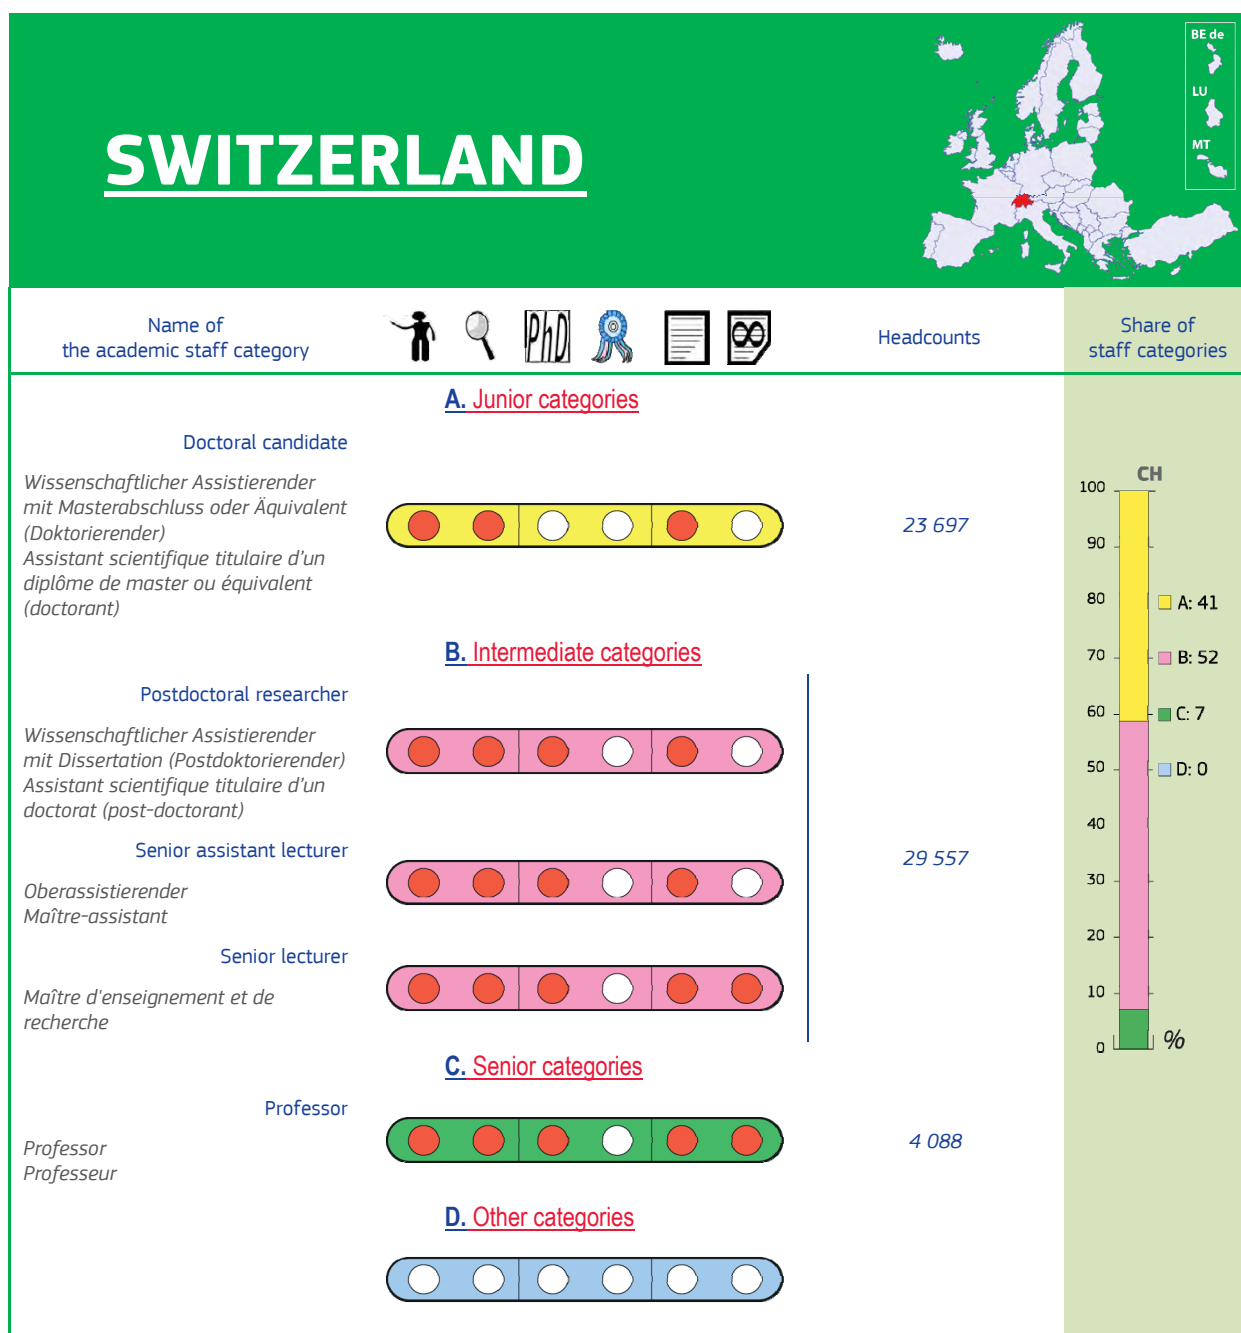 BE de
LU
MT
SWITZERLAND
Name of
the academic staff category
PhD
Headcounts
Share of
staff categories
A. Junior categories
Doctoral candidate
Wissenschaftlicher Assistierender
mit Masterabschluss oder Äquivalent
(Doktorierender)
Assistant scientifique titulaire d'un
diplôme de master ou équivalent
(doctorant)
23 697
B. Intermediate categories
Postdoctoral researcher
Wissenschaftlicher Assistierender
mit Dissertation (Postdoktorierender)
Assistant scientifique titulaire d'un
doctorat (post-doctorant)
Senior assistant lecturer
Oberassistierender
Maître-assistant
29 557
Senior lecturer
Maître d'enseignement et de
recherche
C. Senior categories
Professor
Professor
Professeur
4 088
D. Other categories
CH
100
90
80
70
60
50
40
30
20
10
0
%
A: 41
B: 52
C: 7
D: 0